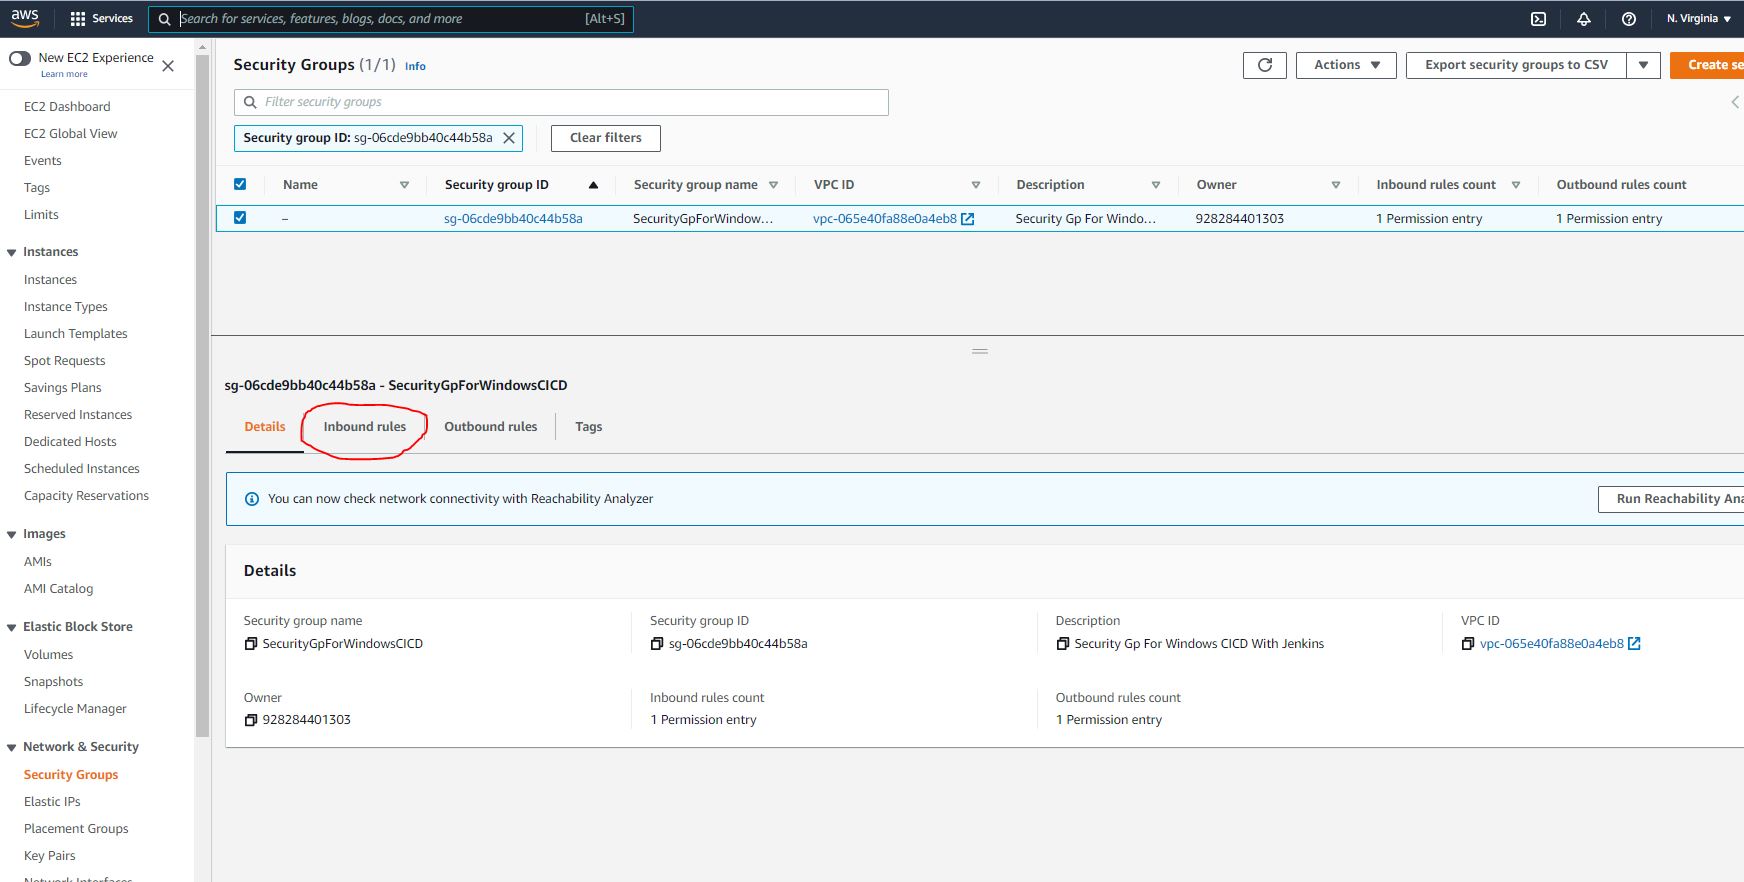 aws Services Search for services, features, blogs, docs, and more [Alt+S] N. Virginia
New EC2 Experience
Learn more
EC2 Dashboard
EC2 Global View
Events
Tags
Limits
Instances
Instances
Instance Types
Launch Templates
Spot Requests
Savings Plans
Reserved Instances
Dedicated Hosts
Scheduled Instances
Capacity Reservations
Images
AMIs
AMI Catalog
Elastic Block Store
Volumes
Snapshots
Lifecycle Manager
Network & Security
Security Groups
Elastic IPs
Placement Groups
Key Pairs
Network Interfaces
Security Groups (1/1) Info Actions Export security groups to CSV Create se
Filter security groups
Security group ID: sg-06cde9bb40c44b58a Clear filters
Name Security group ID Security group name VPC ID Description Owner Inbound rules count Outbound rules count
– sg-06cde9bb40c44b58a SecurityGpForWindow... vpc-065e40fa88e0a4eb8 Security Gp For Windo... 928284401303 1 Permission entry 1 Permission entry
sg-06cde9bb40c44b58a - SecurityGpForWindowsCICD
Details Inbound rules Outbound rules Tags
You can now check network connectivity with Reachability Analyzer Run Reachability Ana
Details
Security group name Security group ID Description VPC ID
SecurityGpForWindowsCICD sg-06cde9bb40c44b58a Security Gp For Windows CICD With Jenkins vpc-065e40fa88e0a4eb8
Owner Inbound rules count Outbound rules count
928284401303 1 Permission entry 1 Permission entry